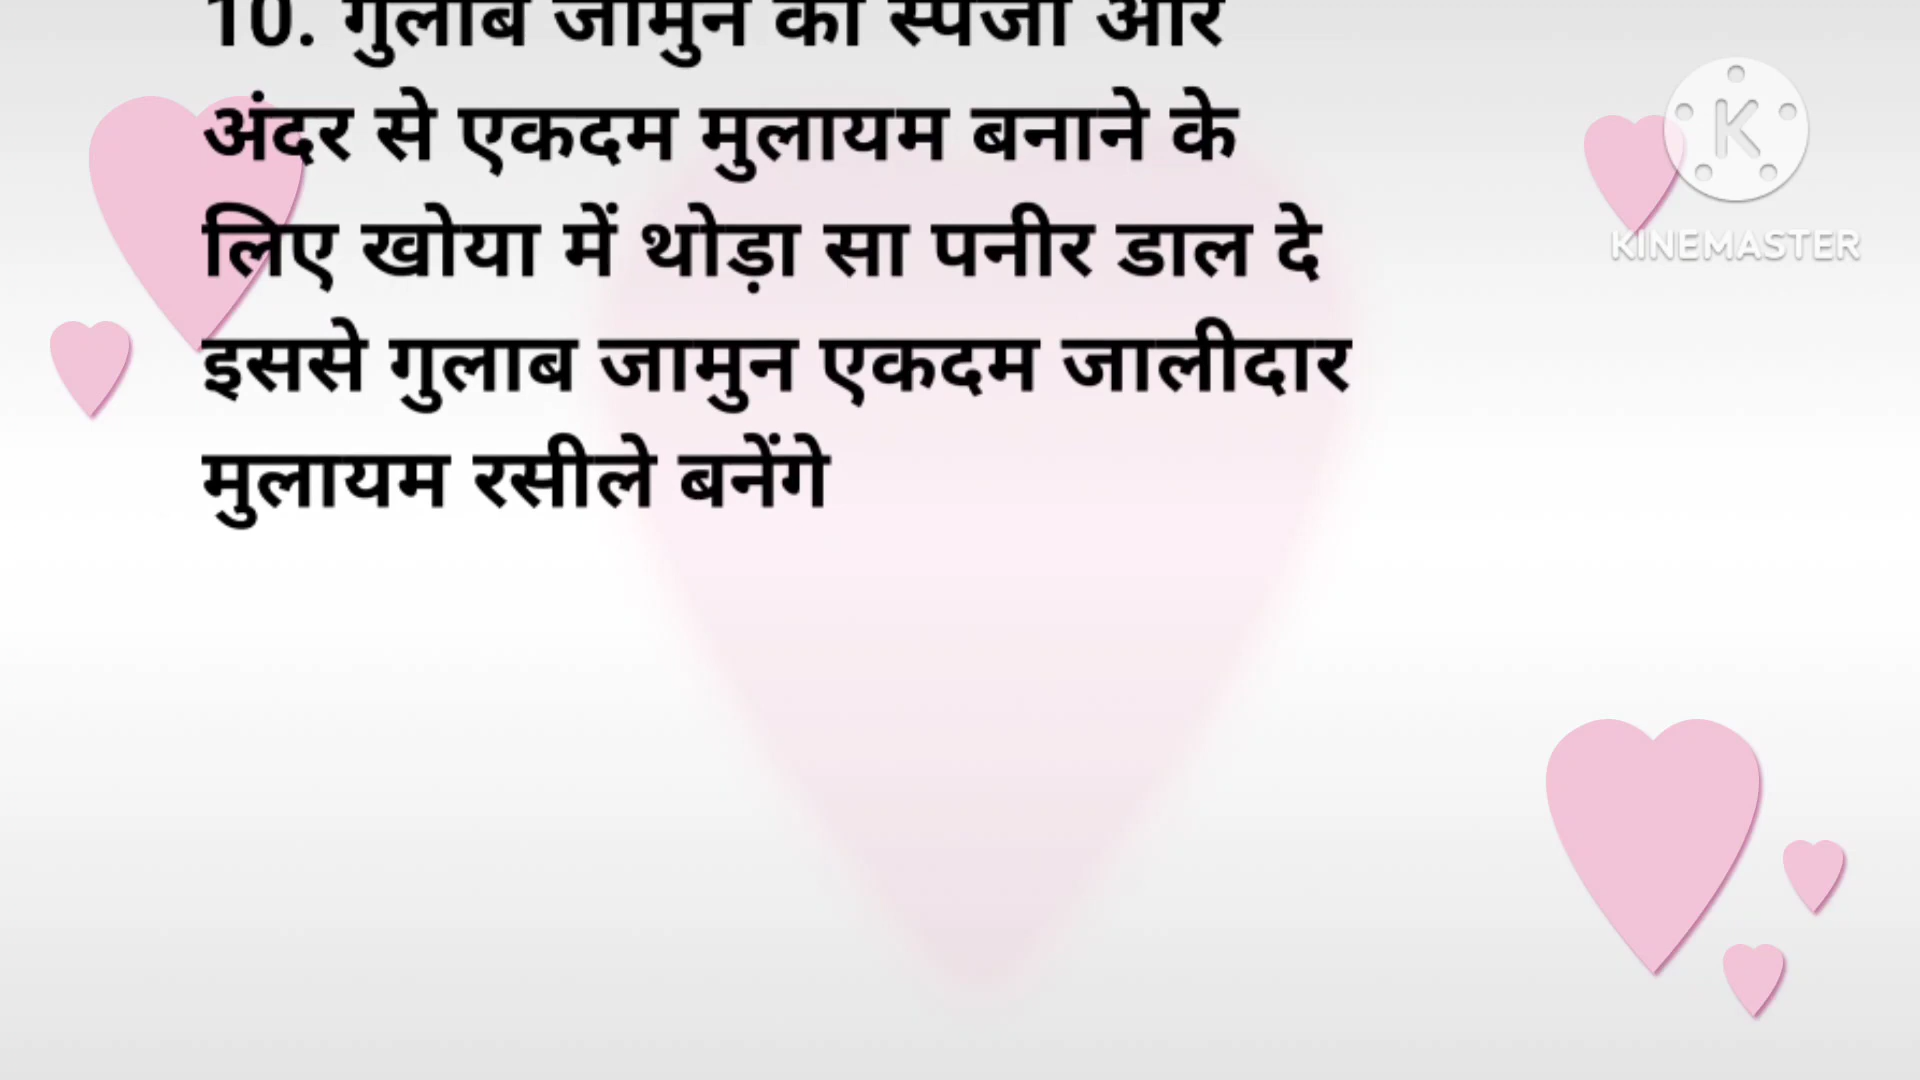 10. गुलाब जामुन को स्पंजी और
अंदर से एकदम मुलायम बनाने के
लिए खोया में थोड़ा सा पनीर डाल दे
इससे गुलाब जामुन एकदम जालीदार
मुलायम रसीले बनेंगे
K
KINEMASTER